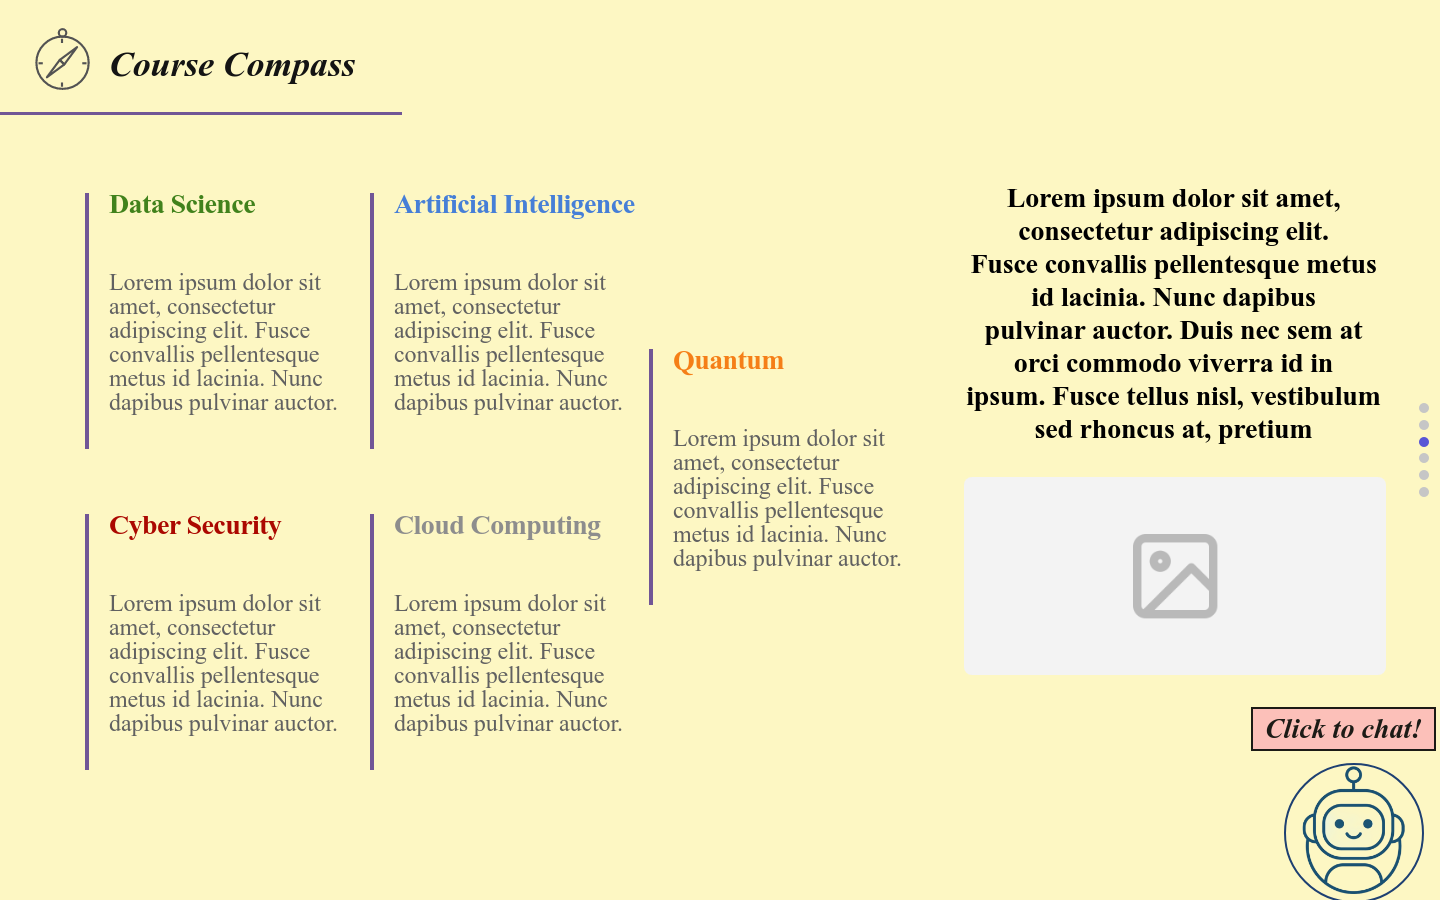 Course Compass
Data Science
Lorem ipsum dolor sit
amet, consectetur
adipiscing elit. Fusce
convallis pellentesque
metus id lacinia. Nunc
dapibus pulvinar auctor.
Artificial Intelligence
Lorem ipsum dolor sit
amet, consectetur
adipiscing elit. Fusce
convallis pellentesque
metus id lacinia. Nunc
dapibus pulvinar auctor.
Cyber Security
Lorem ipsum dolor sit
amet, consectetur
adipiscing elit. Fusce
convallis pellentesque
metus id lacinia. Nunc
dapibus pulvinar auctor.
Cloud Computing
Lorem ipsum dolor sit
amet, consectetur
adipiscing elit. Fusce
convallis pellentesque
metus id lacinia. Nunc
dapibus pulvinar auctor.
Quantum
Lorem ipsum dolor sit
amet, consectetur
adipiscing elit. Fusce
convallis pellentesque
metus id lacinia. Nunc
dapibus pulvinar auctor.
Lorem ipsum dolor sit amet,
consectetur adipiscing elit.
Fusce convallis pellentesque metus
id lacinia. Nunc dapibus
pulvinar auctor. Duis nec sem at
orci commodo viverra id in
ipsum. Fusce tellus nisl, vestibulum
sed rhoncus at, pretium
Click to chat!